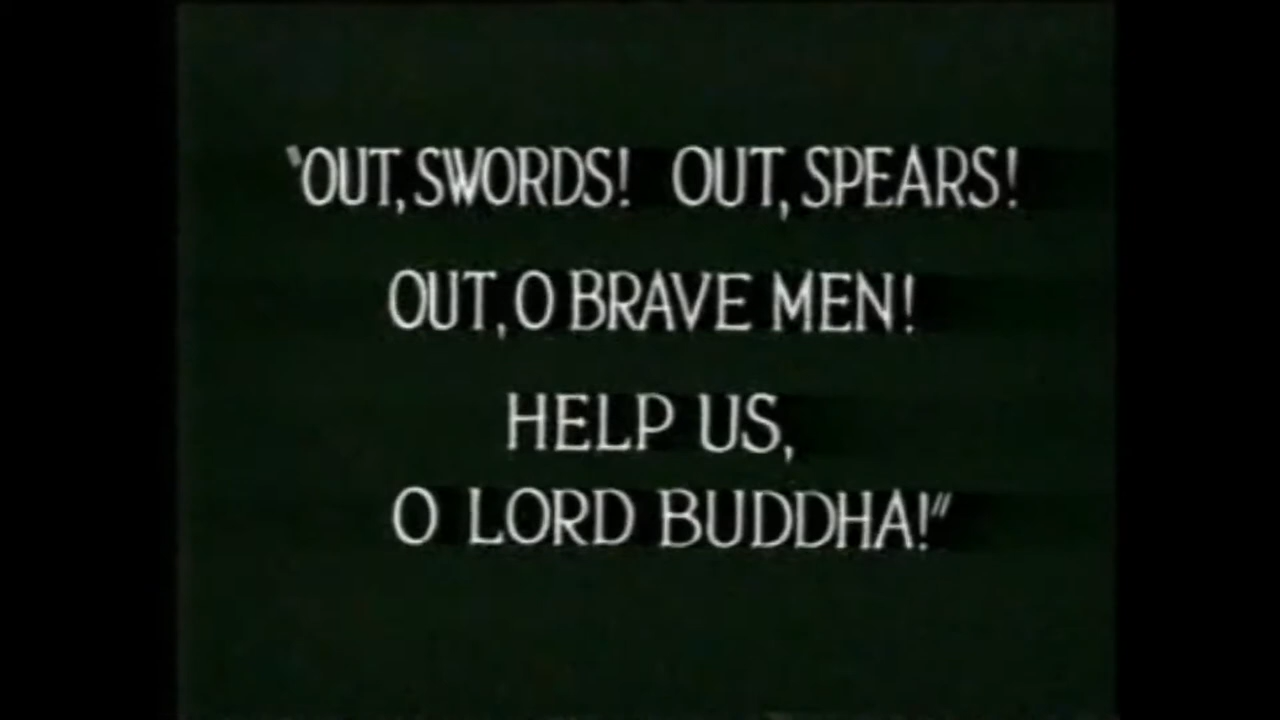 "OUT, SWORDS! OUT, SPEARS!
OUT, O BRAVE MEN!
HELP US,
O LORD BUDDHA!"